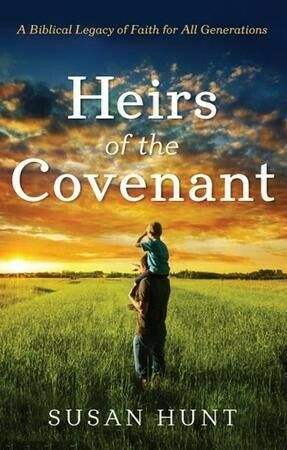 A Biblical Legacy of Faith for All Generations
Heirs
of the
Covenant
SUSAN HUNT